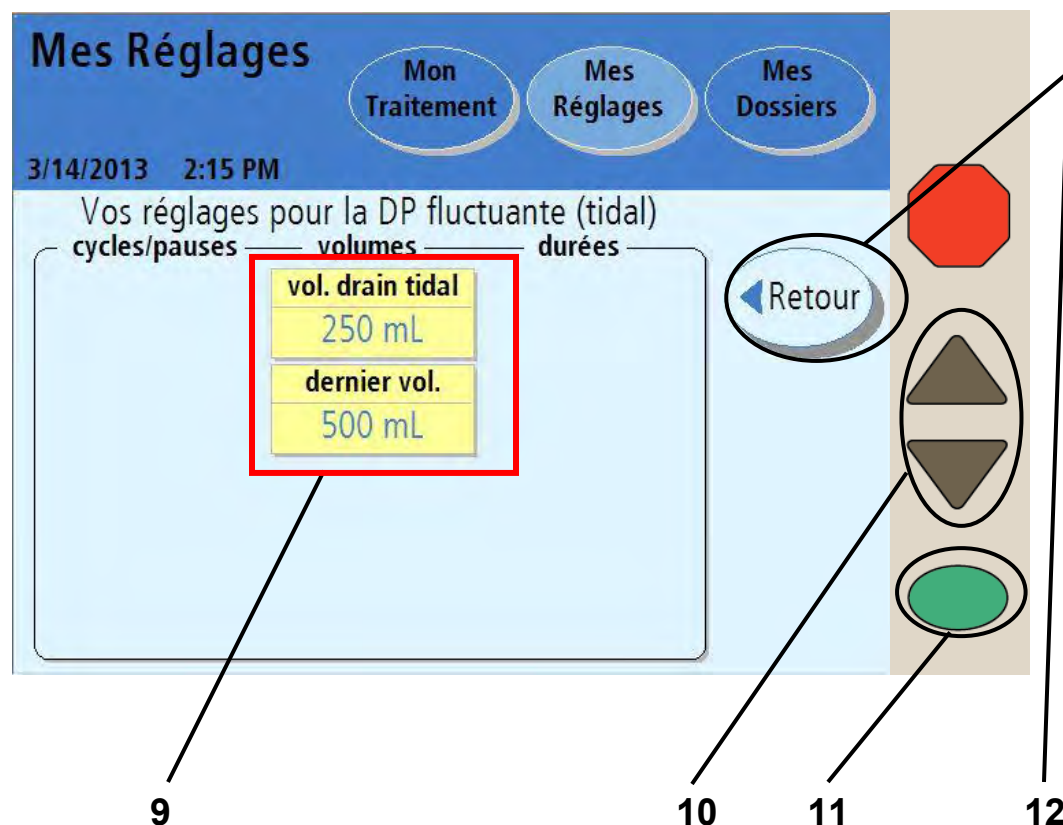 Mes Réglages
Mon
Traitement
Mes
Réglages
Mes
Dossiers
3/14/2013 2:15 PM
Vos réglages pour la DP fluctuante (tidal)
cycles/pauses volumes durées
vol. drain tidal
250 mL
dernier vol.
500 mL
Retour
9 10 11 12